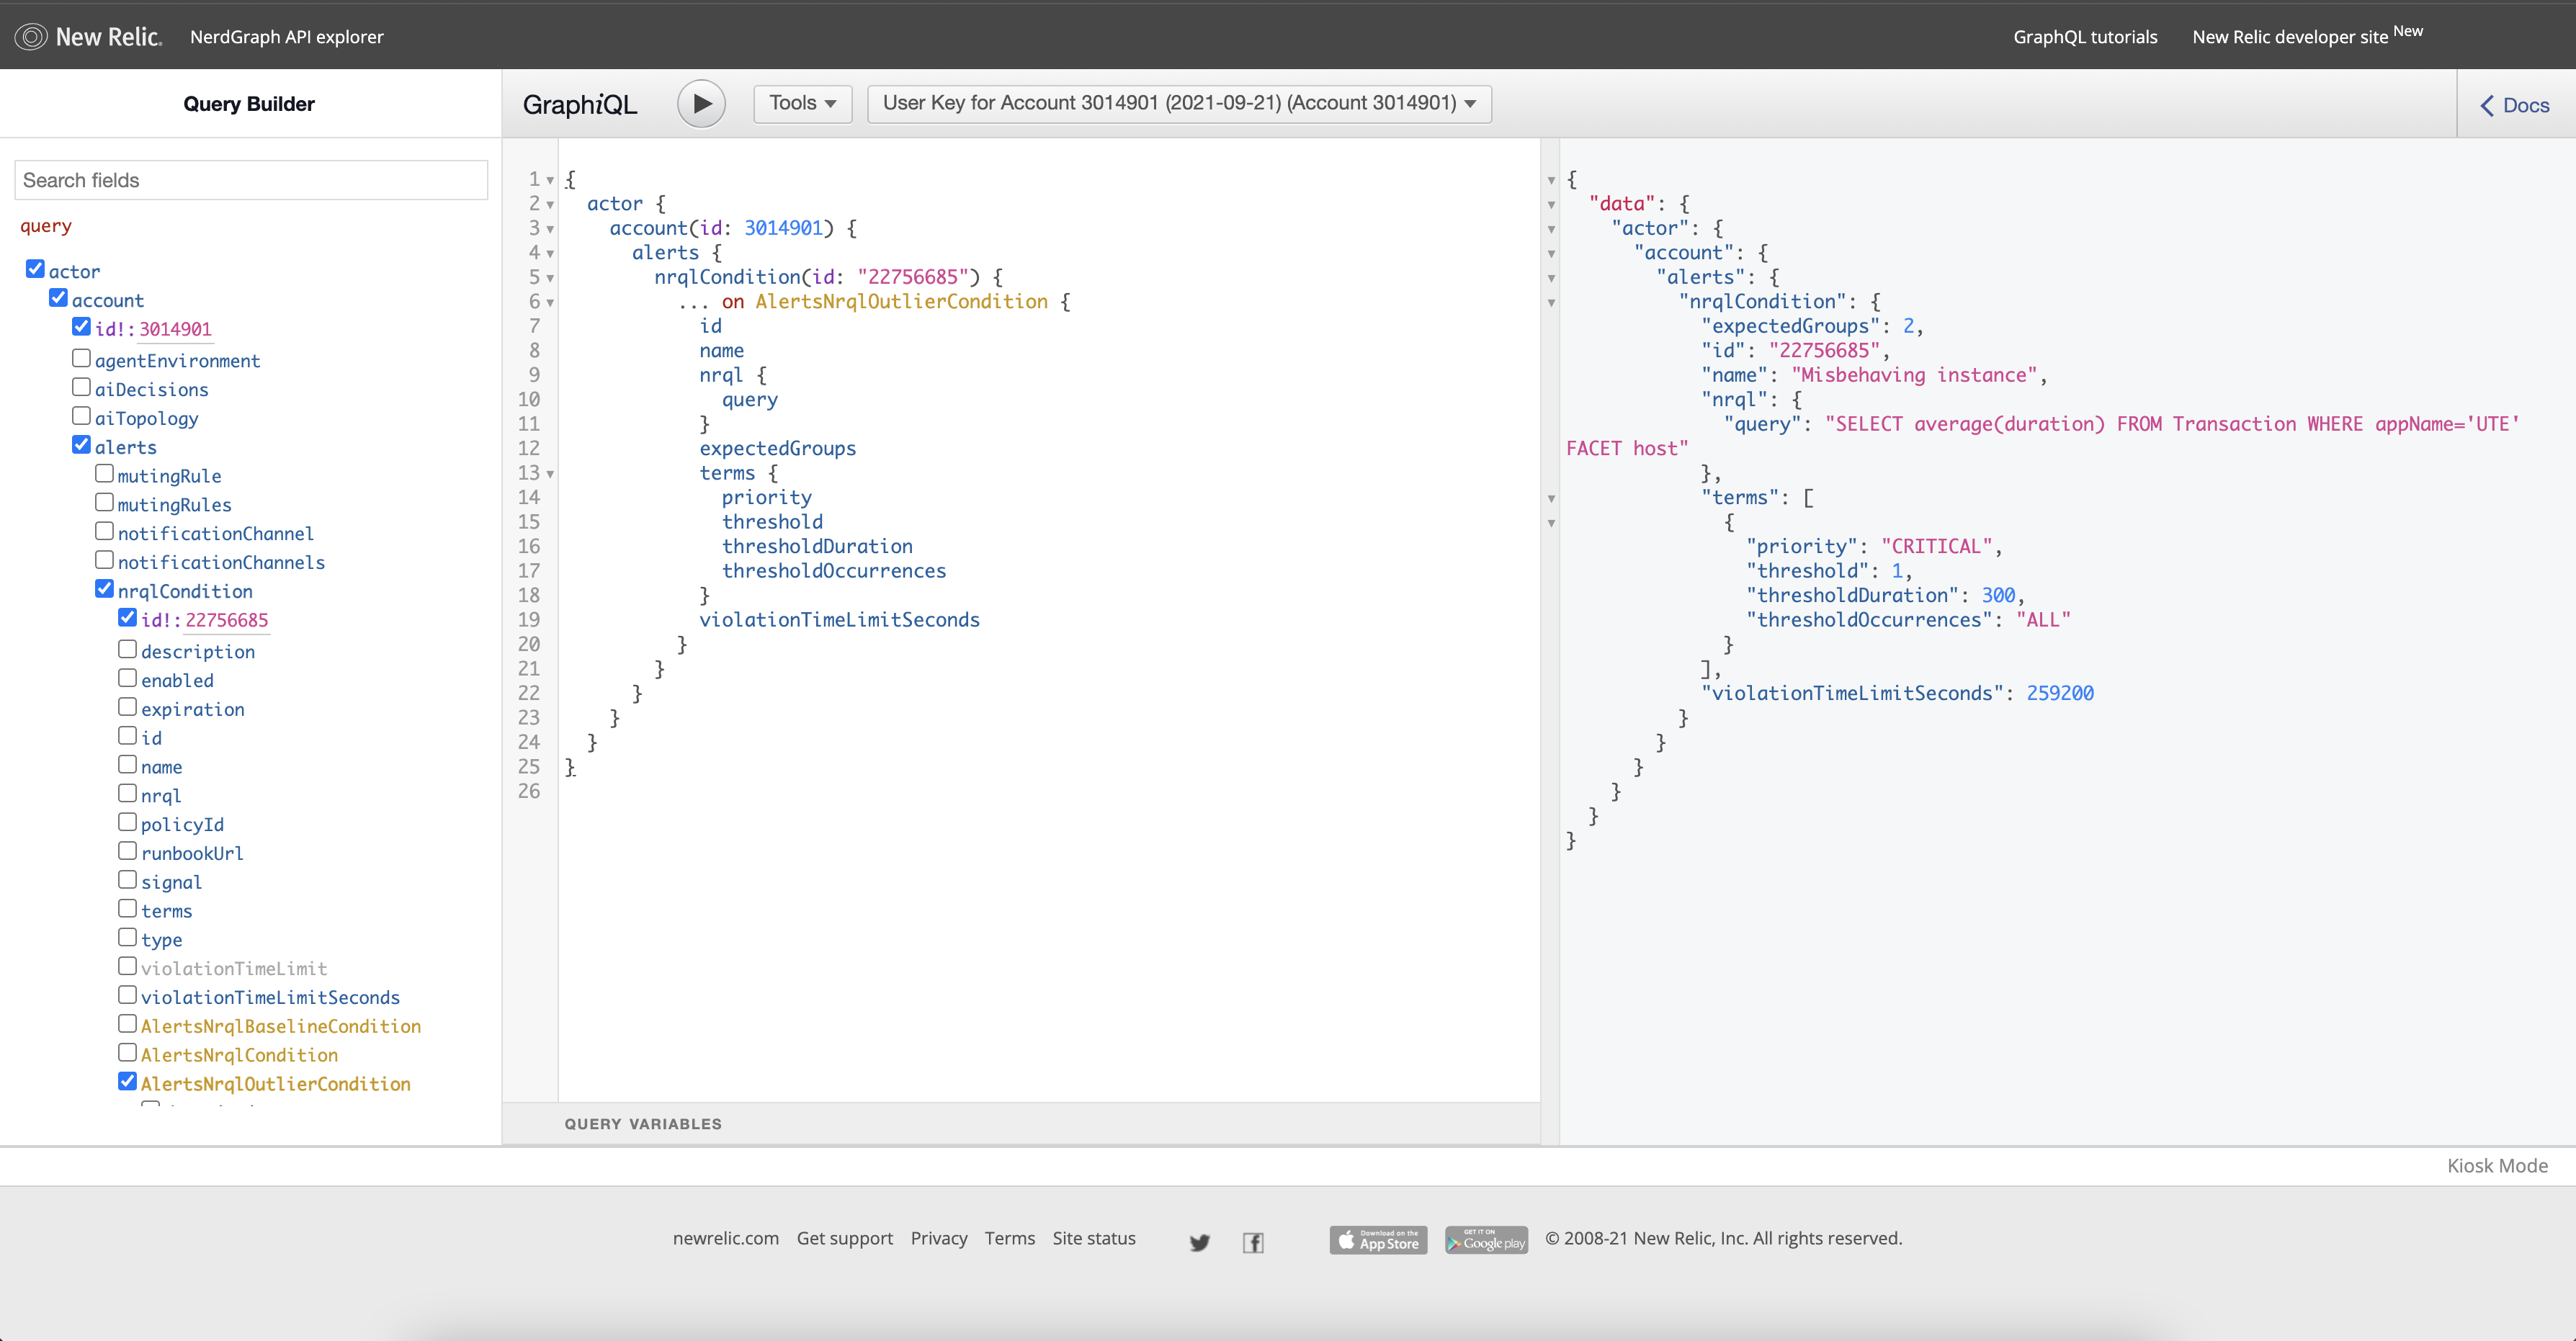 New Relic.
NerdGraph API explorer
GraphQL tutorials
New Relic developer site New
Query Builder
GraphiQL
Tools
User Key for Account 3014901 (2021-09-21) (Account 3014901)
Docs
Search fields
query
actor
account
id!: 3014901
agentEnvironment
aiDecisions
aiTopology
alerts
mutingRule
mutingRules
notificationChannel
notificationChannels
nrqlCondition
id!: 22756685
description
enabled
expiration
id
name
nrql
policyId
runbookUrl
signal
terms
type
violationTimeLimit
violationTimeLimitSeconds
AlertsNrqlBaselineCondition
AlertsNrqlCondition
AlertsNrqlOutlierCondition
1 {
2 actor {
3 account(id: 3014901) {
4 alerts {
5 nrqlCondition(id: "22756685") {
6 ... on AlertsNrqlOutlierCondition {
7 id
8 name
9 nrql {
10 query
11 }
12 expectedGroups
13 terms {
14 priority
15 threshold
16 thresholdDuration
17 thresholdOccurrences
18 }
19 violationTimeLimitSeconds
20 }
21 }
22 }
23 }
24 }
25 }
26
QUERY VARIABLES
{
"data": {
"actor": {
"account": {
"alerts": {
"nrqlCondition": {
"expectedGroups": 2,
"id": "22756685",
"name": "Misbehaving instance",
"nrql": {
"query": "SELECT average(duration) FROM Transaction WHERE appName='UTE'
FACET host"
},
"terms": [
{
"priority": "CRITICAL",
"threshold": 1,
"thresholdDuration": 300,
"thresholdOccurrences": "ALL"
}
],
"violationTimeLimitSeconds": 259200
}
}
}
}
}
}
Kiosk Mode
newrelic.com Get support Privacy Terms Site status
Download on the
App Store
GET IT ON
Google play
© 2008-21 New Relic, Inc. All rights reserved.